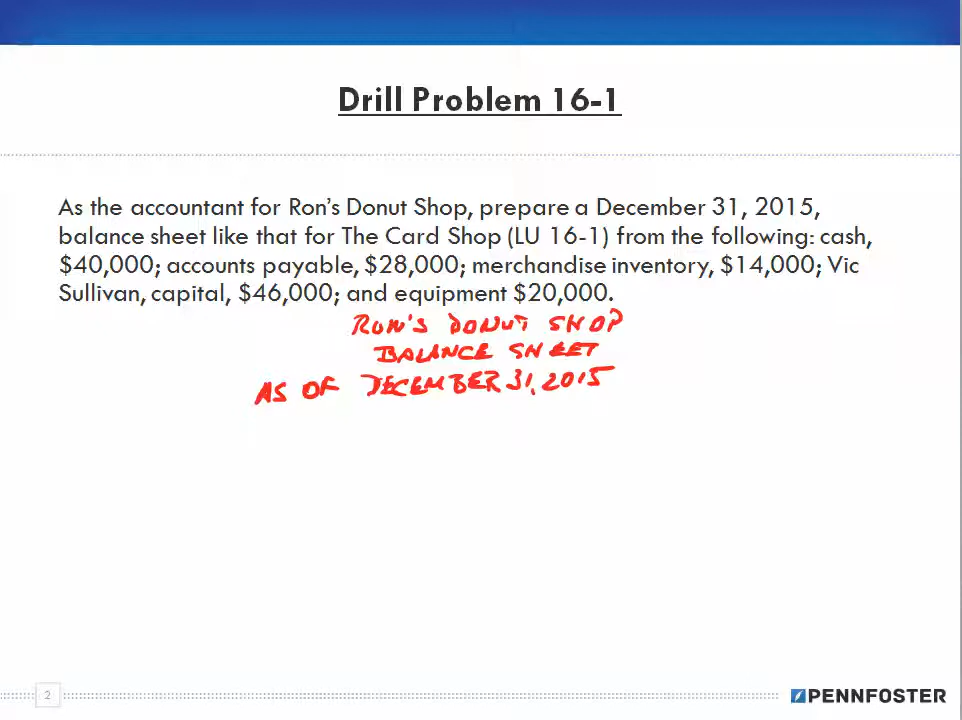 Drill Problem 16-1
As the accountant for Ron's Donut Shop, prepare a December 31, 2015,
balance sheet like that for The Card Shop (LU 16-1) from the following: cash,
$40,000; accounts payable, $28,000; merchandise inventory, $14,000; Vic
Sullivan, capital, $46,000; and equipment $20,000.
RON'S DONUT SHOP
BALANCE SHEET
AS OF DECEMBER 31, 2015
2
PENNFOSTER